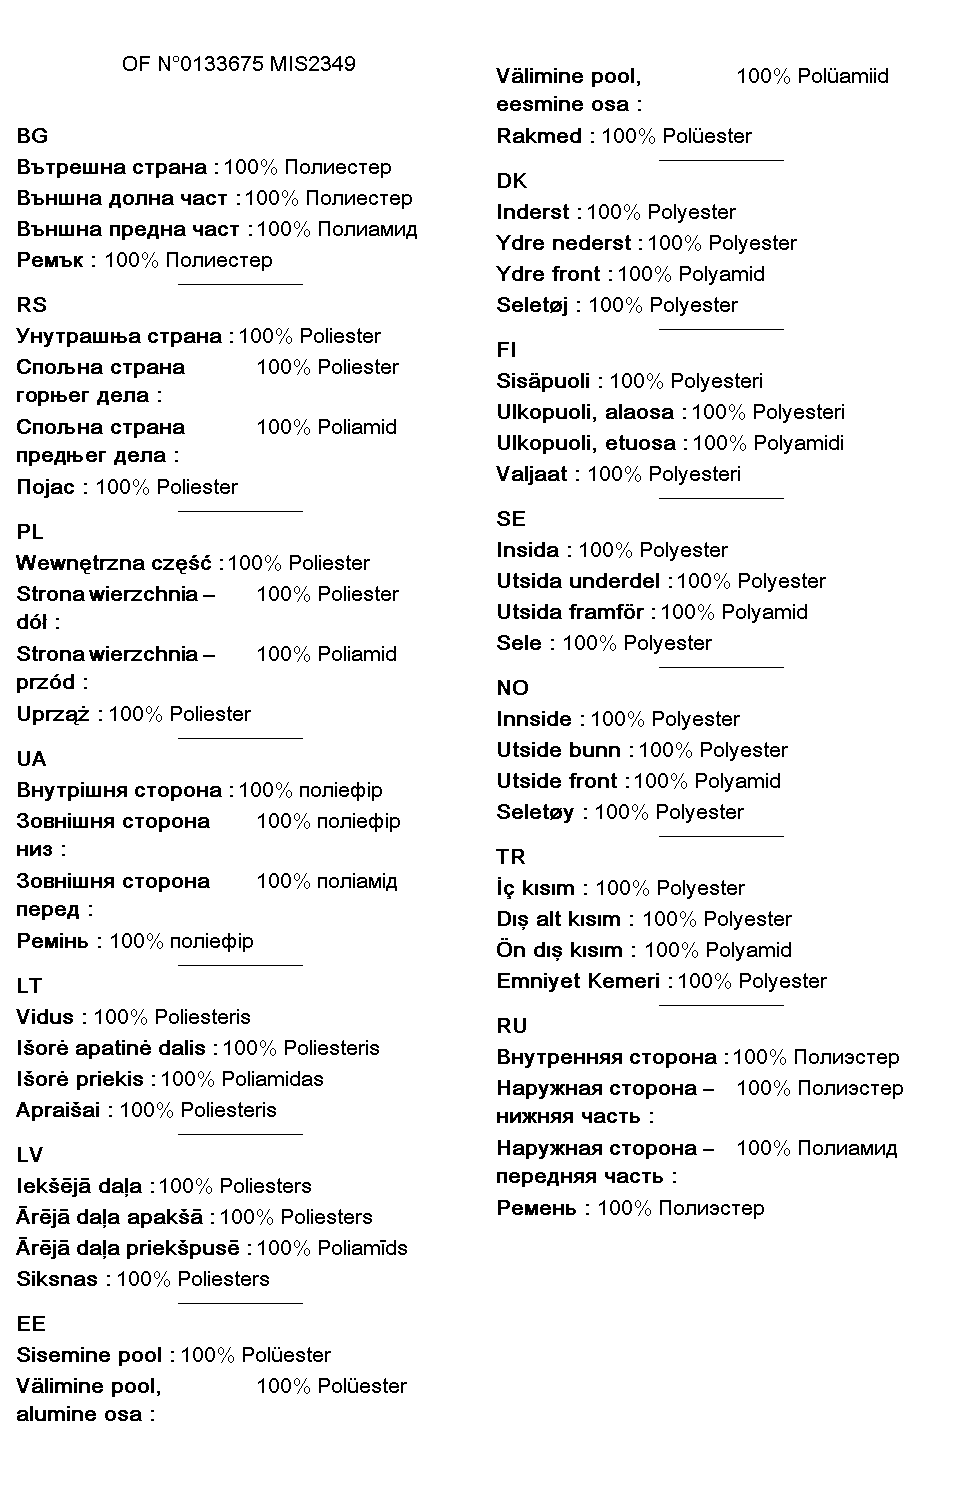 OF N°0133675 MIS2349
BG
Вътрешна страна : 100% Полиестер
Външна долна част : 100% Полиестер
Външна предна част : 100% Полиамид
Ремък : 100% Полиестер
RS
Унутрашња страна : 100% Poliester
Спољна страна 100% Poliester
горњег дела :
Спољна страна 100% Poliamid
предњег дела :
Појас : 100% Poliester
PL
Wewnętrzna część : 100% Poliester
Strona wierzchnia – 100% Poliester
dół :
Strona wierzchnia – 100% Poliamid
przód :
Uprząż : 100% Poliester
UA
Внутрішня сторона : 100% поліефір
Зовнішня сторона 100% поліефір
низ :
Зовнішня сторона 100% поліамід
перед :
Ремінь : 100% поліефір
LT
Vidus : 100% Poliesteris
Išorė apatinė dalis : 100% Poliesteris
Išorė priekis : 100% Poliamidas
Apraišai : 100% Poliesteris
LV
Iekšējā daļa : 100% Poliesters
Ārējā daļa apakšā : 100% Poliesters
Ārējā daļa priekšpusē : 100% Poliamīds
Siksnas : 100% Poliesters
EE
Sisemine pool : 100% Polüester
Välimine pool, 100% Polüester
alumine osa :
Välimine pool, 100% Polüamiid
eesmine osa :
Rakmed : 100% Polüester
DK
Inderst : 100% Polyester
Ydre nederst : 100% Polyester
Ydre front : 100% Polyamid
Seletøj : 100% Polyester
FI
Sisäpuoli : 100% Polyesteri
Ulkopuoli, alaosa : 100% Polyesteri
Ulkopuoli, etuosa : 100% Polyamidi
Valjaat : 100% Polyesteri
SE
Insida : 100% Polyester
Utsida underdel : 100% Polyester
Utsida framför : 100% Polyamid
Sele : 100% Polyester
NO
Innside : 100% Polyester
Utside bunn : 100% Polyester
Utside front : 100% Polyamid
Seletøy : 100% Polyester
TR
İç kısım : 100% Polyester
Dış alt kısım : 100% Polyester
Ön dış kısım : 100% Polyamid
Emniyet Kemeri : 100% Polyester
RU
Внутренняя сторона : 100% Полиэстер
Наружная сторона – 100% Полиэстер
нижняя часть :
Наружная сторона – 100% Полиамид
передняя часть :
Ремень : 100% Полиэстер